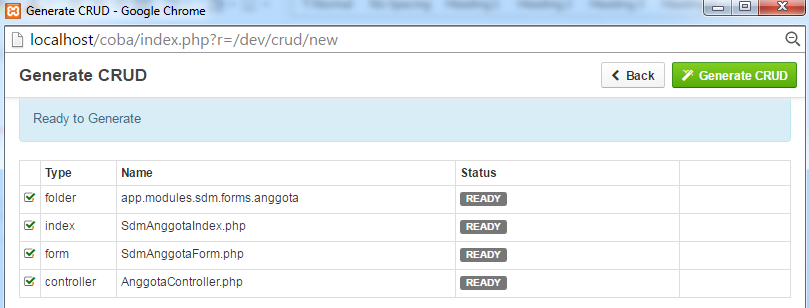 Generate CRUD - Google Chrome
localhost/coba/index.php?r=/dev/crud/new
Generate CRUD
Back
Generate CRUD
Ready to Generate
Type Name Status
folder app.modules.sdm.forms.anggota READY
index SdmAnggotaIndex.php READY
form SdmAnggotaForm.php READY
controller AnggotaController.php READY